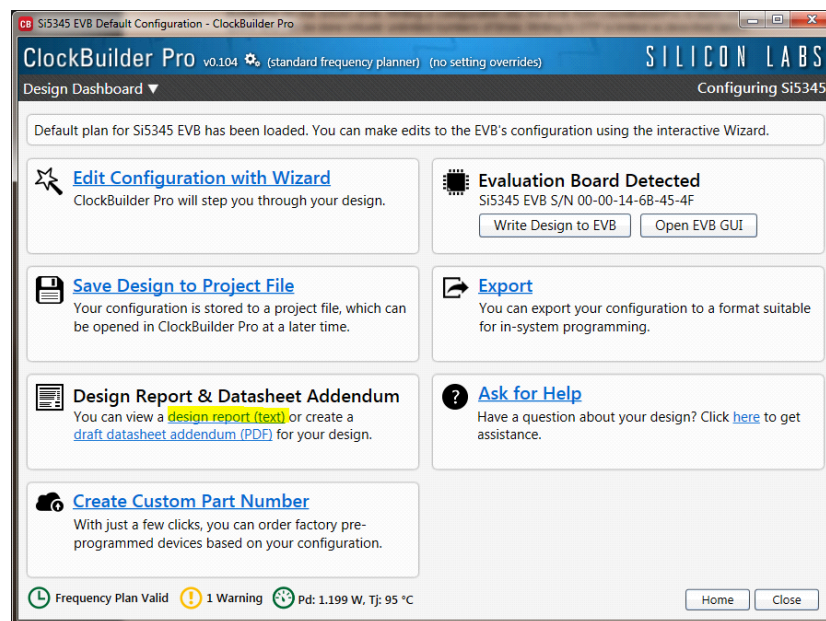 Si5345 EVB Default Configuration - ClockBuilder Pro
ClockBuilder Pro v0.104 (standard frequency planner) (no setting overrides) SILICON LABS
Design Dashboard ▼ Configuring Si5345
Default plan for Si5345 EVB has been loaded. You can make edits to the EVB's configuration using the interactive Wizard.
Edit Configuration with Wizard
ClockBuilder Pro will step you through your design.
Evaluation Board Detected
Si5345 EVB S/N 00-00-14-6B-45-4F
Write Design to EVB Open EVB GUI
Save Design to Project File
Your configuration is stored to a project file, which can
be opened in ClockBuilder Pro at a later time.
Export
You can export your configuration to a format suitable
for in-system programming.
Design Report & Datasheet Addendum
You can view a design report (text) or create a
draft datasheet addendum (PDF) for your design.
Ask for Help
Have a question about your design? Click here to get
assistance.
Create Custom Part Number
With just a few clicks, you can order factory pre-
programmed devices based on your configuration.
Frequency Plan Valid 1 Warning Pd: 1.199 W, Tj: 95 °C
Home Close